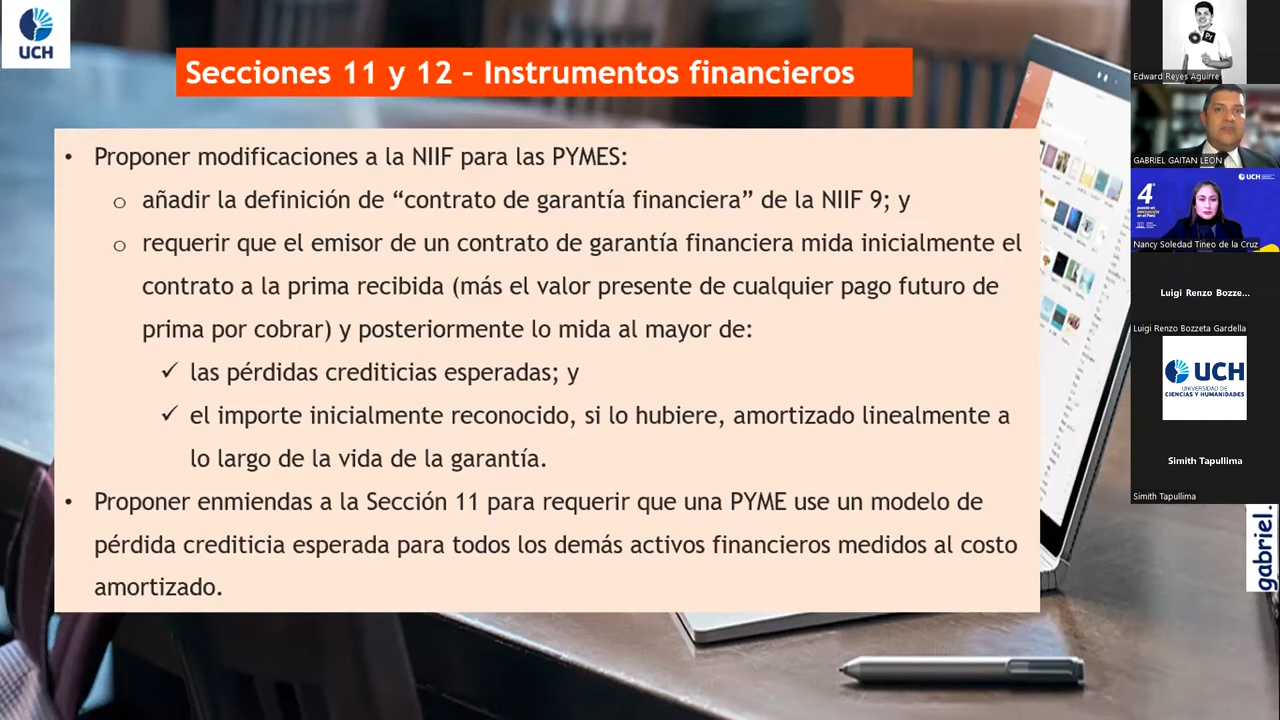 UCH
Secciones 11 y 12 – Instrumentos financieros
• Proponer modificaciones a la NIIF para las PYMES:
o añadir la definición de “contrato de garantía financiera” de la NIIF 9; y
o requerir que el emisor de un contrato de garantía financiera mida inicialmente el
contrato a la prima recibida (más el valor presente de cualquier pago futuro de
prima por cobrar) y posteriormente lo mida al mayor de:
✓ las pérdidas crediticias esperadas; y
✓ el importe inicialmente reconocido, si lo hubiere, amortizado linealmente a
lo largo de la vida de la garantía.
• Proponer enmiendas a la Sección 11 para requerir que una PYME use un modelo de
pérdida crediticia esperada para todos los demás activos financieros medidos al costo
amortizado.
Pr
Edward Reyes Aguirre
GABRIEL GAITAN LEON
UCH
4°
Nancy Soledad Tineo de la Cruz
Luigi Renzo Bozze...
Luigi Renzo Bozzeta Gardella
UCH
UNIVERSIDAD DE
CIENCIAS Y HUMANIDADES
Simith Tapullima
Simith Tapullima
gabriel.